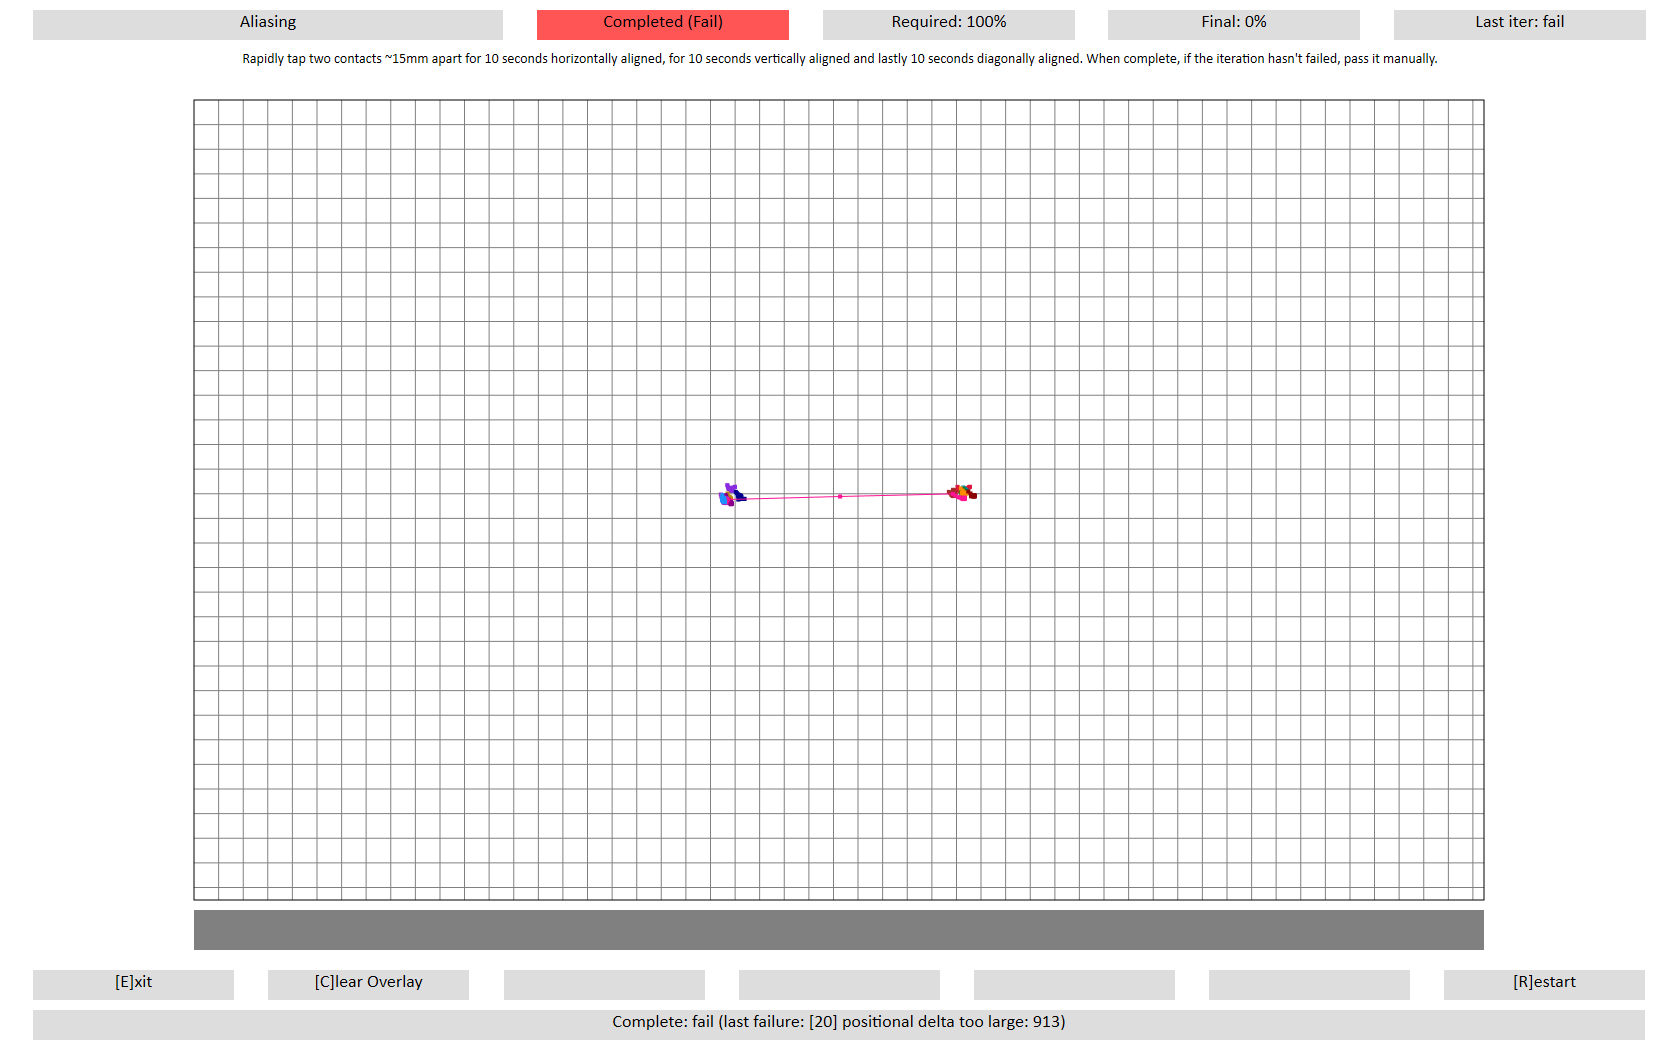 Aliasing
Completed (Fail)
Required: 100%
Final: 0%
Last iter: fail
Rapidly tap two contacts ~15mm apart for 10 seconds horizontally aligned, for 10 seconds vertically aligned and lastly 10 seconds diagonally aligned. When complete, if the iteration hasn't failed, pass it manually.
[E]xit
[C]lear Overlay
[R]estart
Complete: fail (last failure: [20] positional delta too large: 913)